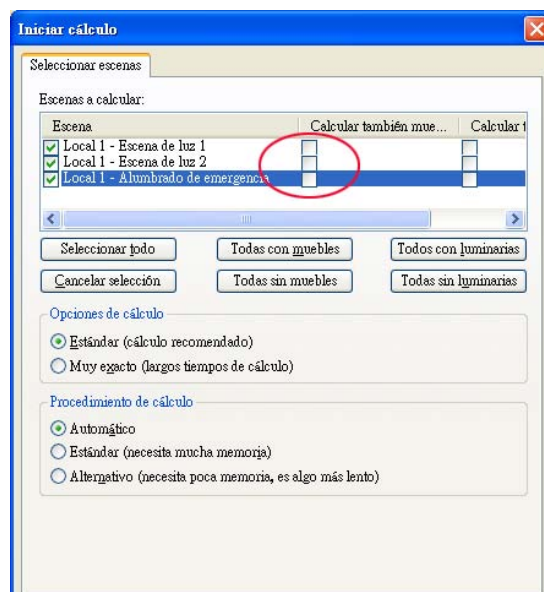 Iniciar cálculo
Seleccionar escenas
Escenas a calcular:
Escena Calcular también mue... Calcular t
Local 1 - Escena de luz 1
Local 1 - Escena de luz 2
Local 1 - Alumbrado de emergencia
Seleccionar todo Todas con muebles Todos con luminarias
Cancelar selección Todas sin muebles Todas sin luminarias
Opciones de cálculo
Estándar (cálculo recomendado)
Muy exacto (largos tiempos de cálculo)
Procedimiento de cálculo
Automático
Estándar (necesita mucha memoria)
Alternativo (necesita poca memoria, es algo más lento)